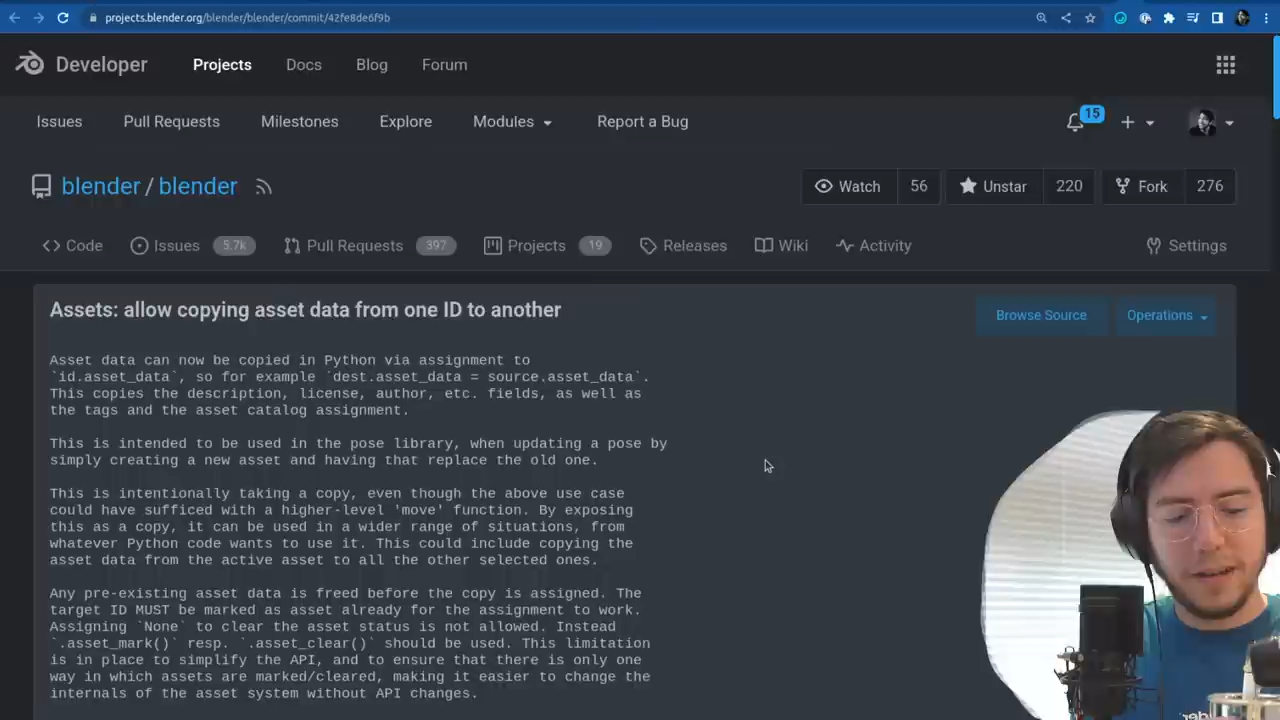 projects.blender.org/blender/blender/commit/42fe8de6f9b
Developer Projects Docs Blog Forum
Issues Pull Requests Milestones Explore Modules Report a Bug 15
blender / blender Watch 56 Unstar 220 Fork 276
Code Issues 5.7k Pull Requests 397 Projects 19 Releases Wiki Activity Settings
Assets: allow copying asset data from one ID to another Browse Source Operations
Asset data can now be copied in Python via assignment to
`id.asset_data`, so for example `dest.asset_data = source.asset_data`.
This copies the description, license, author, etc. fields, as well as
the tags and the asset catalog assignment.
This is intended to be used in the pose library, when updating a pose by
simply creating a new asset and having that replace the old one.
This is intentionally taking a copy, even though the above use case
could have sufficed with a higher-level 'move' function. By exposing
this as a copy, it can be used in a wider range of situations, from
whatever Python code wants to use it. This could include copying the
asset data from the active asset to all the other selected ones.
Any pre-existing asset data is freed before the copy is assigned. The
target ID MUST be marked as asset already for the assignment to work.
Assigning `None` to clear the asset status is not allowed. Instead
`.asset_mark()` resp. `.asset_clear()` should be used. This limitation
is in place to simplify the API, and to ensure that there is only one
way in which assets are marked/cleared, making it easier to change the
internals of the asset system without API changes.